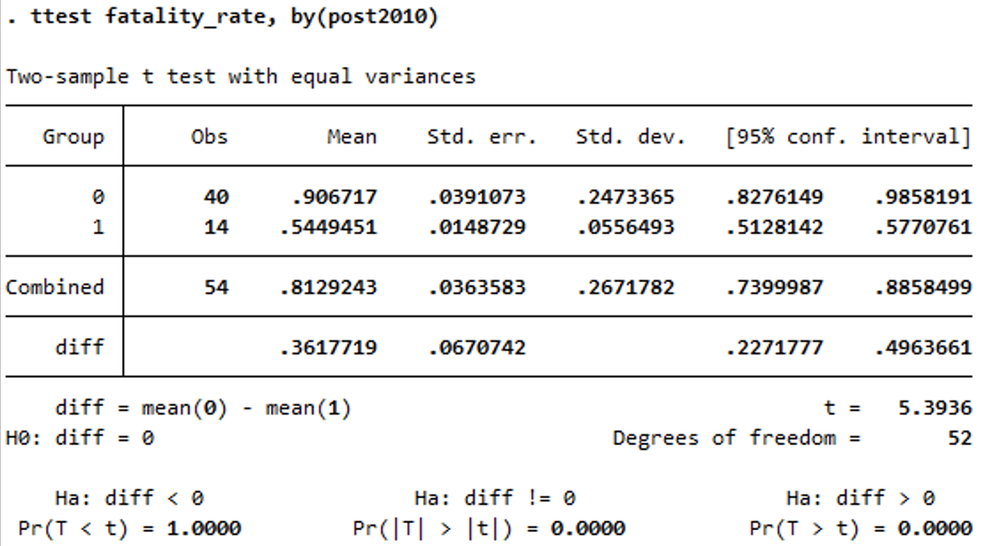 . ttest fatality_rate, by(post2010)
Two-sample t test with equal variances
Group Obs Mean Std. err. Std. dev. [95% conf. interval]
0 40 .906717 .0391073 .2473365 .8276149 .9858191
1 14 .5449451 .0148729 .0556493 .5128142 .5770761
Combined 54 .8129243 .0363583 .2671782 .7399987 .8858499
diff .3617719 .0670742 .2271777 .4963661
diff = mean(0) - mean(1) t = 5.3936
H0: diff = 0 Degrees of freedom = 52
Ha: diff < 0 Ha: diff != 0 Ha: diff > 0
Pr(T < t) = 1.0000 Pr(|T| > |t|) = 0.0000 Pr(T > t) = 0.0000